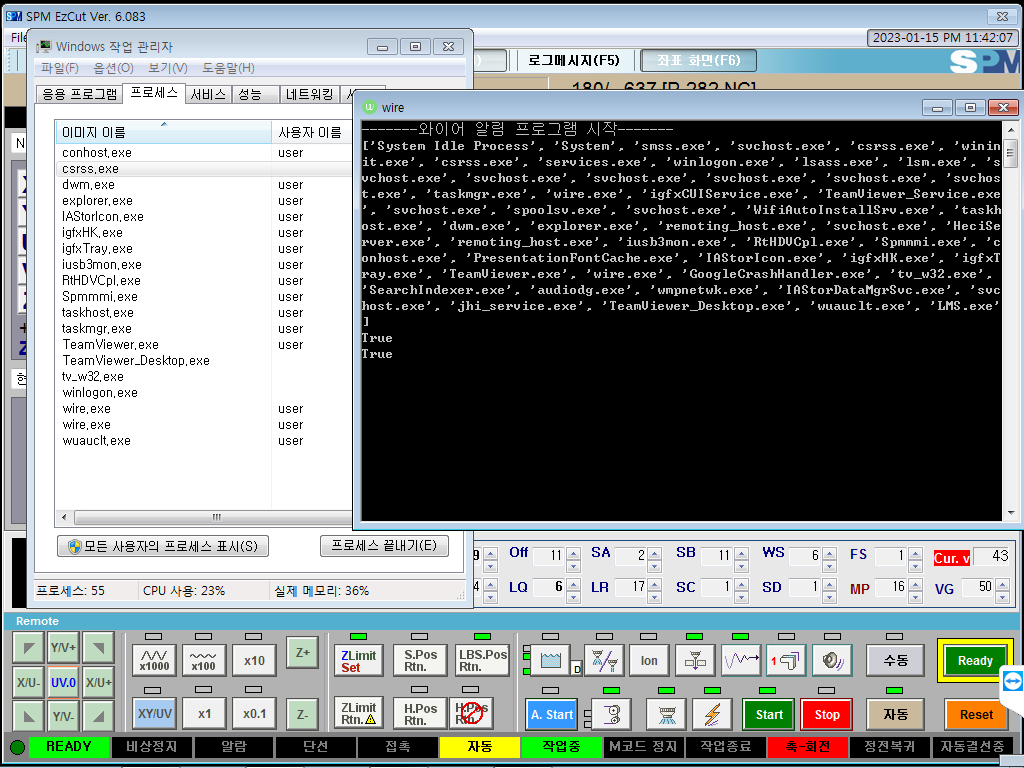 SPM EzCut Ver. 6.083
File
2023-01-15 PM 11:42:07
로그메시지(F5)
좌표 화면(F6)
SPM
Windows 작업 관리자
파일(F) 옵션(O) 보기(V) 도움말(H)
응용 프로그램 프로세스 서비스 성능 네트워킹
이미지 이름 사용자 이름
conhost.exe user
csrss.exe
dwm.exe user
explorer.exe user
IAStorIcon.exe user
igfxHK.exe user
igfxTray.exe user
iusb3mon.exe user
RtHDVCpl.exe user
Spmmmi.exe user
taskhost.exe user
taskmgr.exe user
TeamViewer.exe user
TeamViewer_Desktop.exe
tv_w32.exe
winlogon.exe
wire.exe user
wire.exe user
wuauclt.exe user
모든 사용자의 프로세스 표시(S)
프로세스 끝내기(E)
프로세스: 55 CPU 사용: 23% 실제 메모리: 36%
wire
-------와이어 알림 프로그램 시작-------
['System Idle Process', 'System', 'smss.exe', 'svchost.exe', 'csrss.exe', 'winin
it.exe', 'csrss.exe', 'services.exe', 'winlogon.exe', 'lsass.exe', 'lsm.exe', 's
vchost.exe', 'svchost.exe', 'svchost.exe', 'svchost.exe', 'svchost.exe', 'svchos
t.exe', 'taskmgr.exe', 'wire.exe', 'igfxCUIService.exe', 'TeamViewer_Service.exe
', 'svchost.exe', 'spoolsv.exe', 'svchost.exe', 'WifiAutoInstallSrv.exe', 'taskh
ost.exe', 'dwm.exe', 'explorer.exe', 'remoting_host.exe', 'svchost.exe', 'HeciSe
rver.exe', 'remoting_host.exe', 'iusb3mon.exe', 'RtHDVCpl.exe', 'Spmmmi.exe', 'c
onhost.exe', 'PresentationFontCache.exe', 'IAStorIcon.exe', 'igfxHK.exe', 'igfxT
ray.exe', 'TeamViewer.exe', 'wire.exe', 'GoogleCrashHandler.exe', 'tv_w32.exe',
'SearchIndexer.exe', 'audiodg.exe', 'wmpnetwk.exe', 'IAStorDataMgrSvc.exe', 'svc
host.exe', 'jhi_service.exe', 'TeamViewer_Desktop.exe', 'wuauclt.exe', 'LMS.exe'
]
True
True
Off 11 SA 2 SB 11 WS 6 FS 1 Cur. v 43
LQ 6 LR 17 SC 1 SD 1 MP 16 VG 50
Remote
Y/V+ x1000 x100 x10 Z+ ZLimit Set S.Pos Rtn. LBS.Pos Rtn. D Ion 1 수동 Ready
X/U- UV.0 X/U+
Y/V- XY/UV x1 x0.1 Z- ZLimit Rtn. H.Pos Rtn. H.Pos Rtn. A. Start Start Stop 자동 Reset
READY 비상정지 알람 단선 접촉 자동 작업중 M코드 정지 작업종료 축-회전 정전복귀 자동결선중